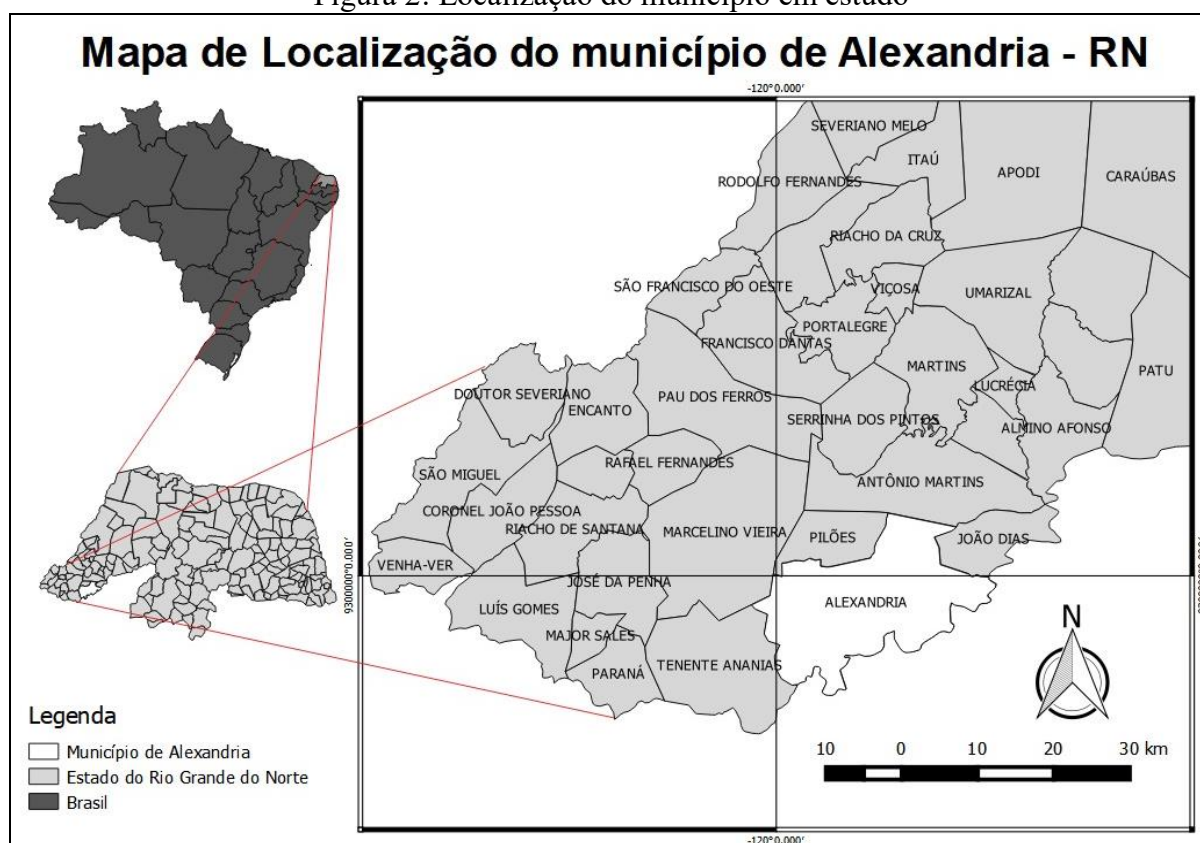 Figura 2: Localização do município em estudo
Mapa de Localização do município de Alexandria - RN
-120°0.000'
SEVERIANO MELO
ITAÚ
APODI
CARAÚBAS
RODOLFO FERNANDES
RIACHO DA CRUZ
SÃO FRANCISCO DO OESTE
VIÇOSA
UMARIZAL
PORTALEGRE
FRANCISCO DANTAS
MARTINS
PATU
DOUTOR SEVERIANO
ENCANTO
PAU DOS FERROS
LUCRÉCIA
SERRINHA DOS PINTOS
ALMINO AFONSO
RAFAEL FERNANDES
SÃO MIGUEL
ANTÔNIO MARTINS
CORONEL JOÃO PESSOA
RIACHO DE SANTANA
MARCELINO VIEIRA
PILÕES
JOÃO DIAS
VENHA-VER
9300000°0.000'
JOSÉ DA PENHA
LUÍS GOMES
ALEXANDRIA
N
MAJOR SALES
PARANÁ
TENENTE ANANIAS
Legenda
Município de Alexandria
Estado do Rio Grande do Norte
Brasil
10 0 10 20 30 km
-120°0.000'